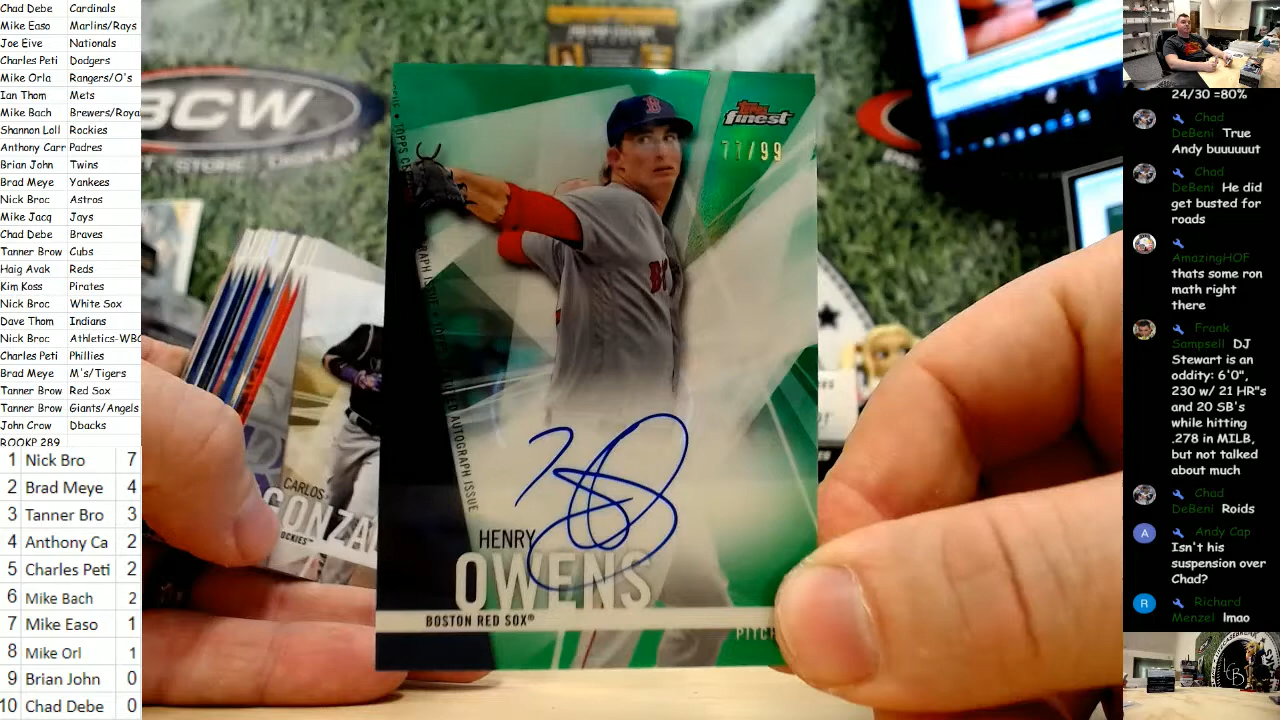 Chad Debe Cardinals
Mike Easo Marlins/Rays
Joe Eive Nationals
Charles Peti Dodgers
Mike Orla Rangers/O's
Ian Thom Mets
Mike Bach Brewers/Roya
Shannon Loll Rockies
Anthony Carr Padres
Brian John Twins
Brad Meye Yankees
Nick Broc Astros
Mike Jacq Jays
Chad Debe Braves
Tanner Brow Cubs
Haig Avak Reds
Kim Koss Pirates
Nick Broc White Sox
Dave Thom Indians
Nick Broc Athletics-WBC
Charles Peti Phillies
Brad Meye M's/Tigers
Tanner Brow Red Sox
Tanner Brow Giants/Angels
John Crow Dbacks
1 Nick Bro 7
2 Brad Meye 4
3 Tanner Bro 3
4 Anthony Ca 2
5 Charles Peti 2
6 Mike Bach 2
7 Mike Easo 1
8 Mike Orl 1
9 Brian John 0
10 Chad Debe 0
BCW
Topps
finest
77/99
AUTOGRAPH ISSUE
HENRY
OWENS
BOSTON RED SOX®
PITCH
CARLOS
GONZA
24/30 =80%
Chad
DeBeni True
Andy buuuuut
Chad
DeBeni He did
get busted for
roads
AmazingHOF
thats some ron
math right
there
Frank
Sampsell DJ
Stewart is an
oddity: 6'0",
230 w/ 21 HR"s
and 20 SB's
while hitting
.278 in MILB,
but not talked
about much
Chad
DeBeni Roids
A Andy Cap
Isn't his
suspension over
Chad?
R Richard
Menzel lmao